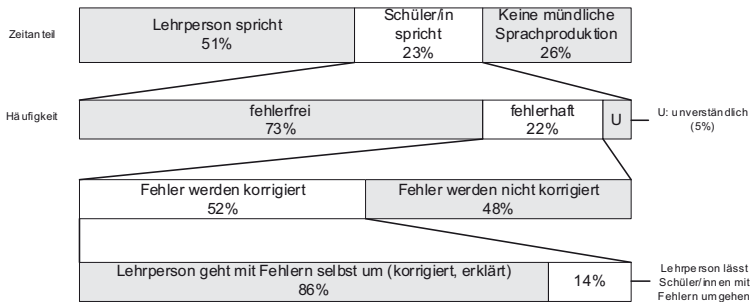 Zeitanteil
Lehrperson spricht
51%
Schüler/in
spricht
23%
Keine mündliche
Sprachproduktion
26%
Häufigkeit
fehlerfrei
73%
fehlerhaft
22%
U
U: unverständlich
(5%)
Fehler werden korrigiert
52%
Fehler werden nicht korrigiert
48%
Lehrperson geht mit Fehlern selbst um (korrigiert, erklärt)
86%
14%
Lehrperson lässt
Schüler/innen mit
Fehlern umgehen